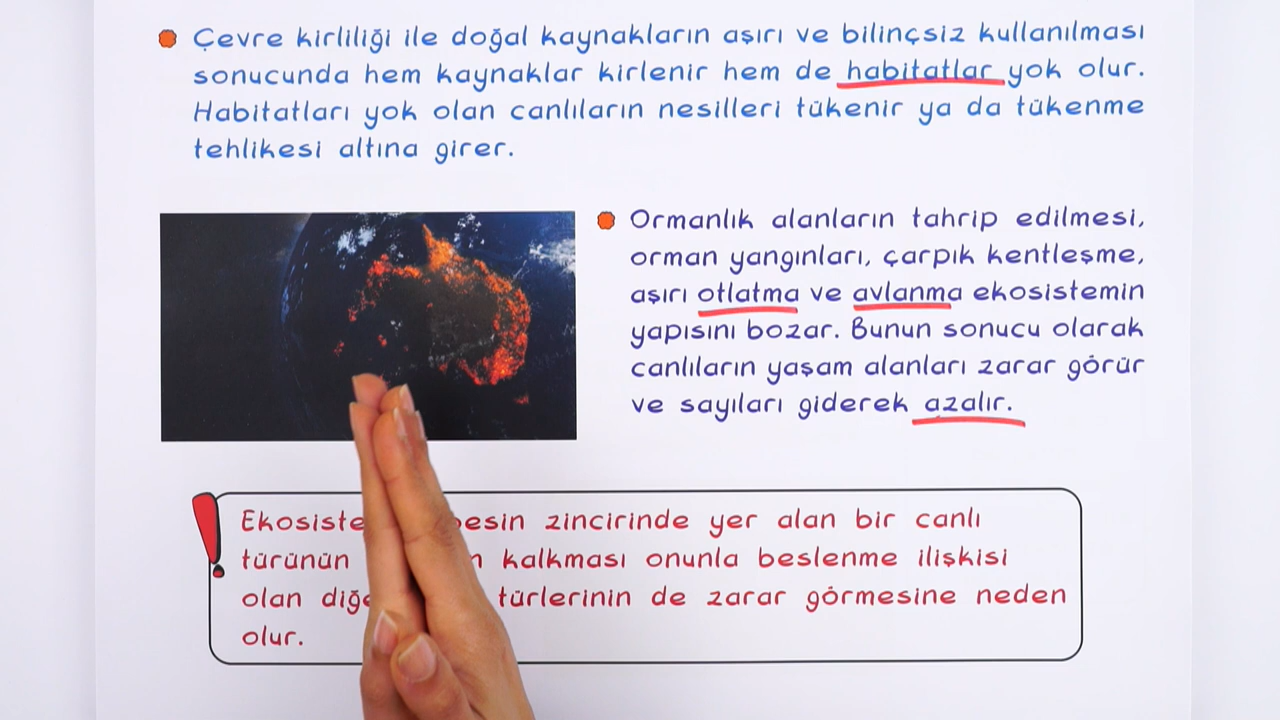 Çevre kirliliği ile doğal kaynakların aşırı ve bilinçsiz kullanılması
sonucunda hem kaynaklar kirlenir hem de habitatlar yok olur.
Habitatları yok olan canlıların nesilleri tükenir ya da tükenme
tehlikesi altına girer.
Ormanlık alanların tahrip edilmesi,
orman yangınları, çarpık kentleşme,
aşırı otlatma ve avlanma ekosistemin
yapısını bozar. Bunun sonucu olarak
canlıların yaşam alanları zarar görür
ve sayıları giderek azalır.
zincirinde yer alan bir canlı
türünün kalkması onunla beslenme ilişkisi
olan türlerinin de zarar görmesine neden
olur.